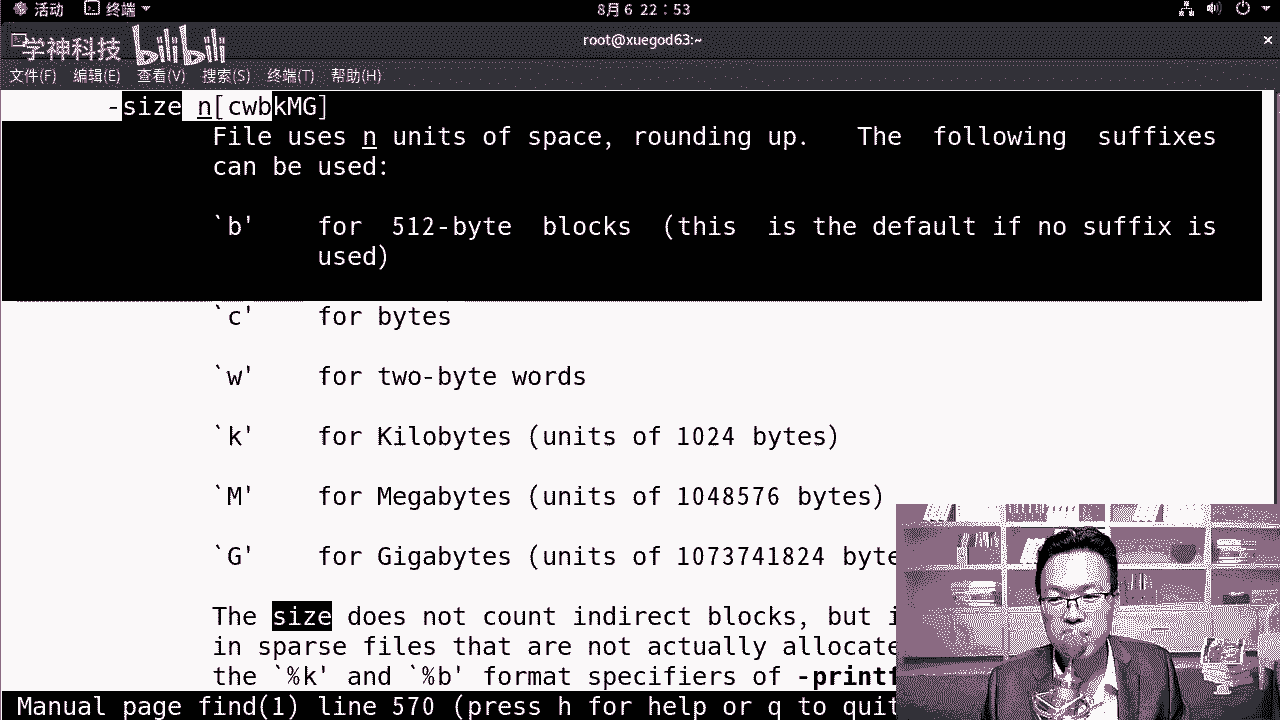 活动 终端 8月 6 22：53
学神科技 bilibili
root@xuegod63:~ ×
文件(F) 编辑(E) 查看(V) 搜索(S) 终端(T) 帮助(H)
-size n[cwbkMG]
File uses n units of space, rounding up. The following suffixes
can be used:
`b' for 512-byte blocks (this is the default if no suffix is
used)
`c' for bytes
`w' for two-byte words
`k' for Kilobytes (units of 1024 bytes)
`M' for Megabytes (units of 1048576 bytes)
`G' for Gigabytes (units of 1073741824 byte
The size does not count indirect blocks, but i
in sparse files that are not actually allocate
the `%k' and `%b' format specifiers of -printf
Manual page find(1) line 570 (press h for help or q to quit